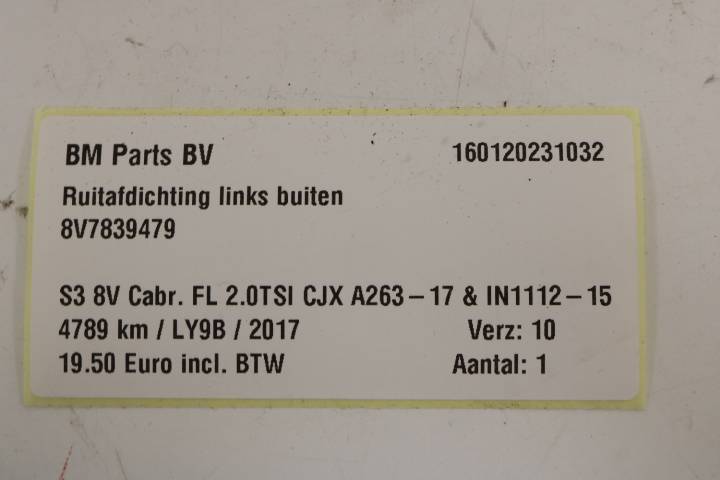 BM Parts BV 160120231032
Ruitafdichting links buiten
8V7839479
S3 8V Cabr. FL 2.0TSI CJX A263-17 & IN1112-15
4789 km / LY9B / 2017 Verz: 10
19.50 Euro incl. BTW Aantal: 1